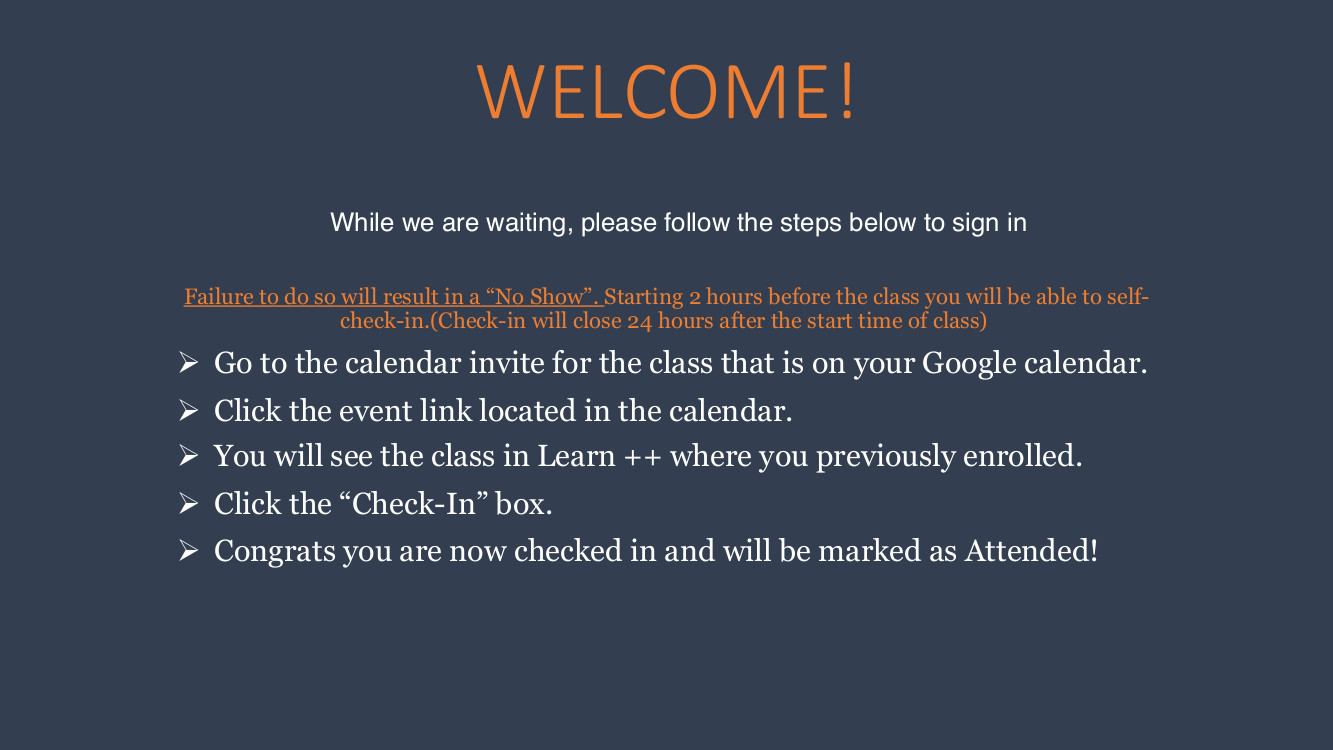 WELCOME!
While we are waiting, please follow the steps below to sign in
Failure to do so will result in a “No Show”. Starting 2 hours before the class you will be able to self-
check-in.(Check-in will close 24 hours after the start time of class)
➢ Go to the calendar invite for the class that is on your Google calendar.
➢ Click the event link located in the calendar.
➢ You will see the class in Learn ++ where you previously enrolled.
➢ Click the “Check-In” box.
➢ Congrats you are now checked in and will be marked as Attended!